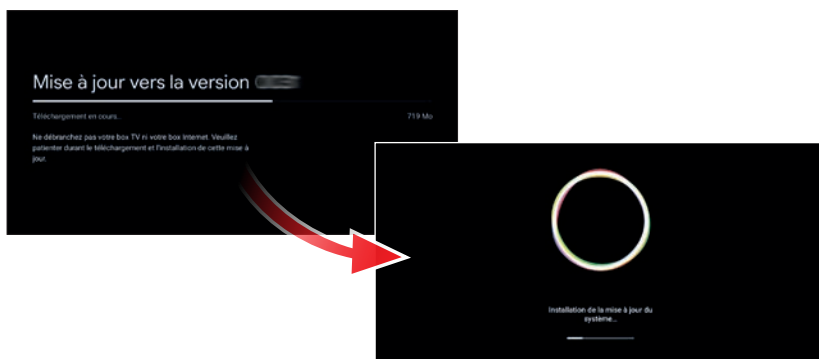 Mise à jour vers la version
Téléchargement en cours...
719 Mo
Ne débranchez pas votre box TV ni votre box Internet. Veuillez
patienter durant le téléchargement et l'installation de cette mise à
jour.
Installation de la mise à jour du
système...